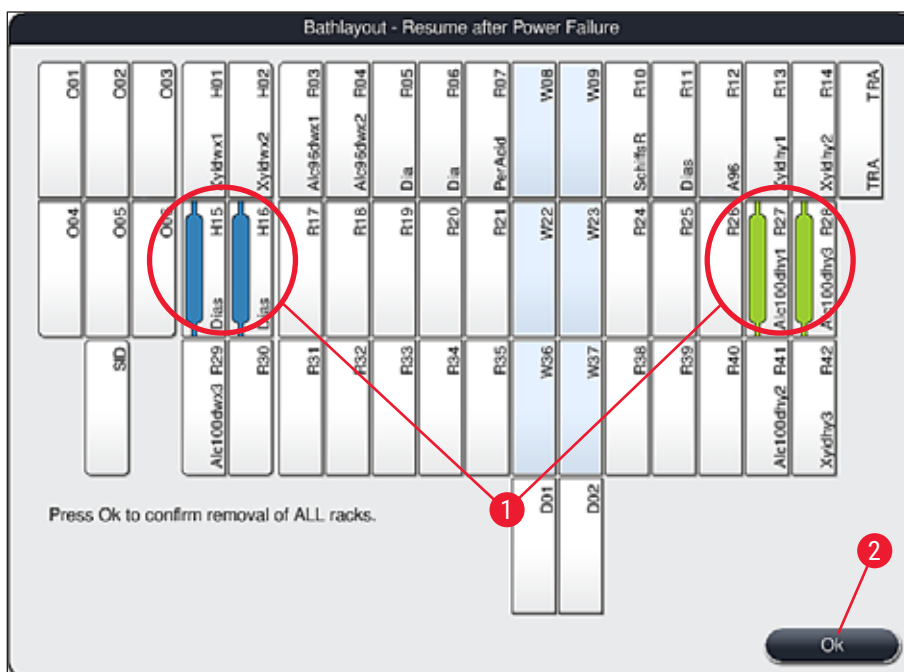 Bathlayout - Resume after Power Failure
O01
O02
O03
Xyldwx1 H01
Xyldwx2 H02
Alc96dwx1 R03
Alc96dwx2 R04
Dia R05
Dia R06
PerAcid R07
W08
W09
SchiffsR R10
Dias R11
A96 R12
Xyldhy1 R13
Xyldhy2 R14
TRA TRA
O04
O05
O06
Dias H15
Dias H16
R17
R18
R19
R20
R21
W22
W23
R24
R25
R26
Alc100dhy1 R27
Alc100dhy3 R28
SID
Alc100dwx3 R29
R30
R31
R32
R33
R34
R35
W36
W37
R38
R39
R40
Alc100dhy2 R41
Xyldhy3 R42
D01
D02
Press Ok to confirm removal of ALL racks.
1
2
Ok